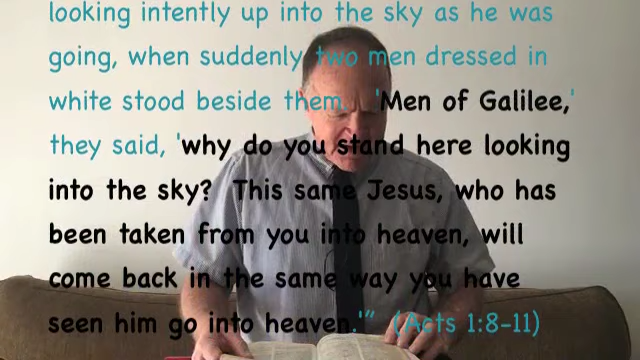 looking intently up into the sky as he was
going, when suddenly two men dressed in
white stood beside them. 'Men of Galilee,'
they said, 'why do you stand here looking
into the sky? This same Jesus, who has
been taken from you into heaven, will
come back in the same way you have
seen him go into heaven.'” (Acts 1:8-11)